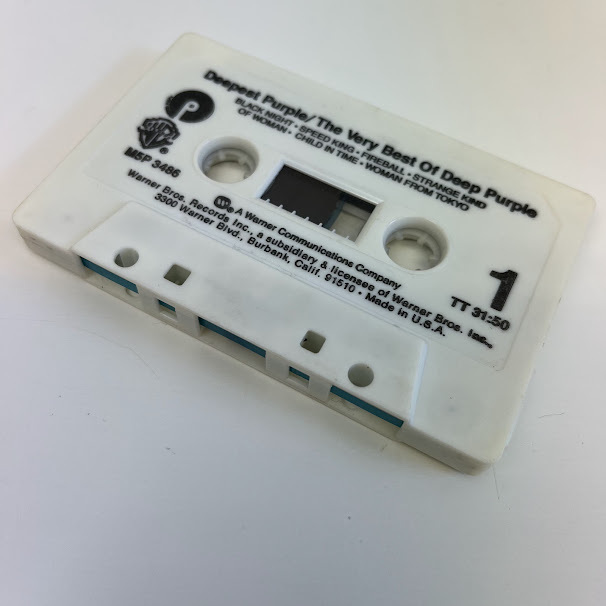 Deepest Purple/The Very Best Of Deep Purple
BLACK NIGHT • SPEED KING • FIREBALL • STRANGE KIND
OF WOMAN • CHILD IN TIME • WOMAN FROM TOKYO
P
WB
®
M5P 3486
A Warner Communications Company
Warner Bros. Records Inc., a subsidiary & licensee of Warner Bros. Inc.,
3300 Warner Blvd., Burbank, Calif. 91510 • Made in U.S.A.
1
TT 31:50